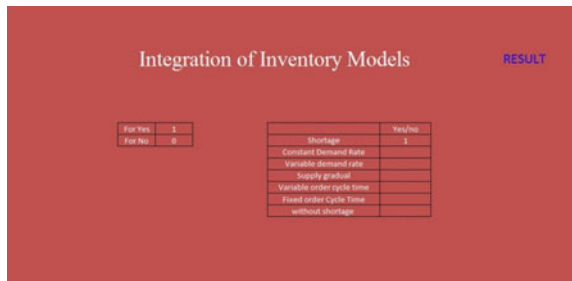 Integration of Inventory Models
RESULT
For Yes 1
For No 0
Yes/no
Shortage 1
Constant Demand Rate
Variable demand rate
Supply gradual
Variable order cycle time
Fixed order Cycle Time
without shortage